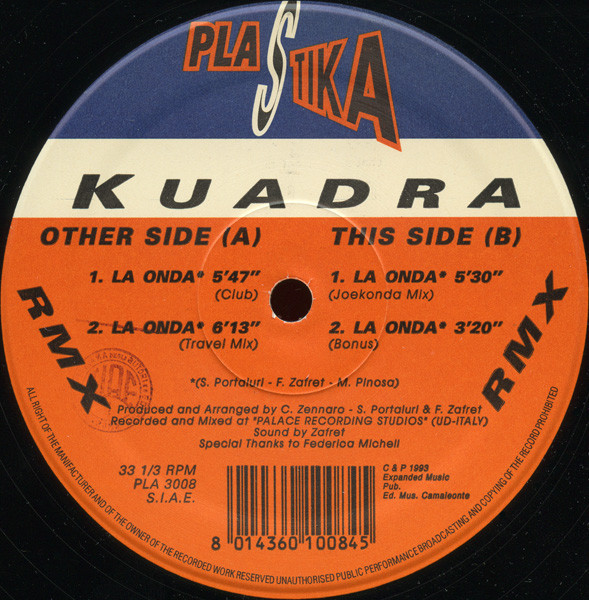 PLASTIKA
KUADRA
OTHER SIDE (A)
1. LA ONDA* 5'47"
(Club)
2. LA ONDA* 6'13"
(Travel Mix)
THIS SIDE (B)
1. LA ONDA* 5'30"
(Joekonda Mix)
2. LA ONDA* 3'20"
(Bonus)
RMX
RMX
*(S. Portaluri - F. Zafret - M. Pinosa)
Produced and Arranged by C. Zennaro - S. Portaluri & F. Zafret
Recorded and Mixed at "PALACE RECORDING STUDIOS" (UD-ITALY)
Sound by Zafret
Special Thanks to Federica Micheli
33 1/3 RPM
PLA 3008
S.I.A.E.
C & P 1993
Expanded Music
Pub.
Ed. Mus. Camaleonte
8 014360 100845
ALL RIGHT OF THE MANUFACTURER AND OF THE OWNER OF THE RECORDED WORK RESERVED UNAUTHORISED PUBLIC PERFORMANCE BROADCASTING AND COPYING OF THE RECORD PROHIBITED